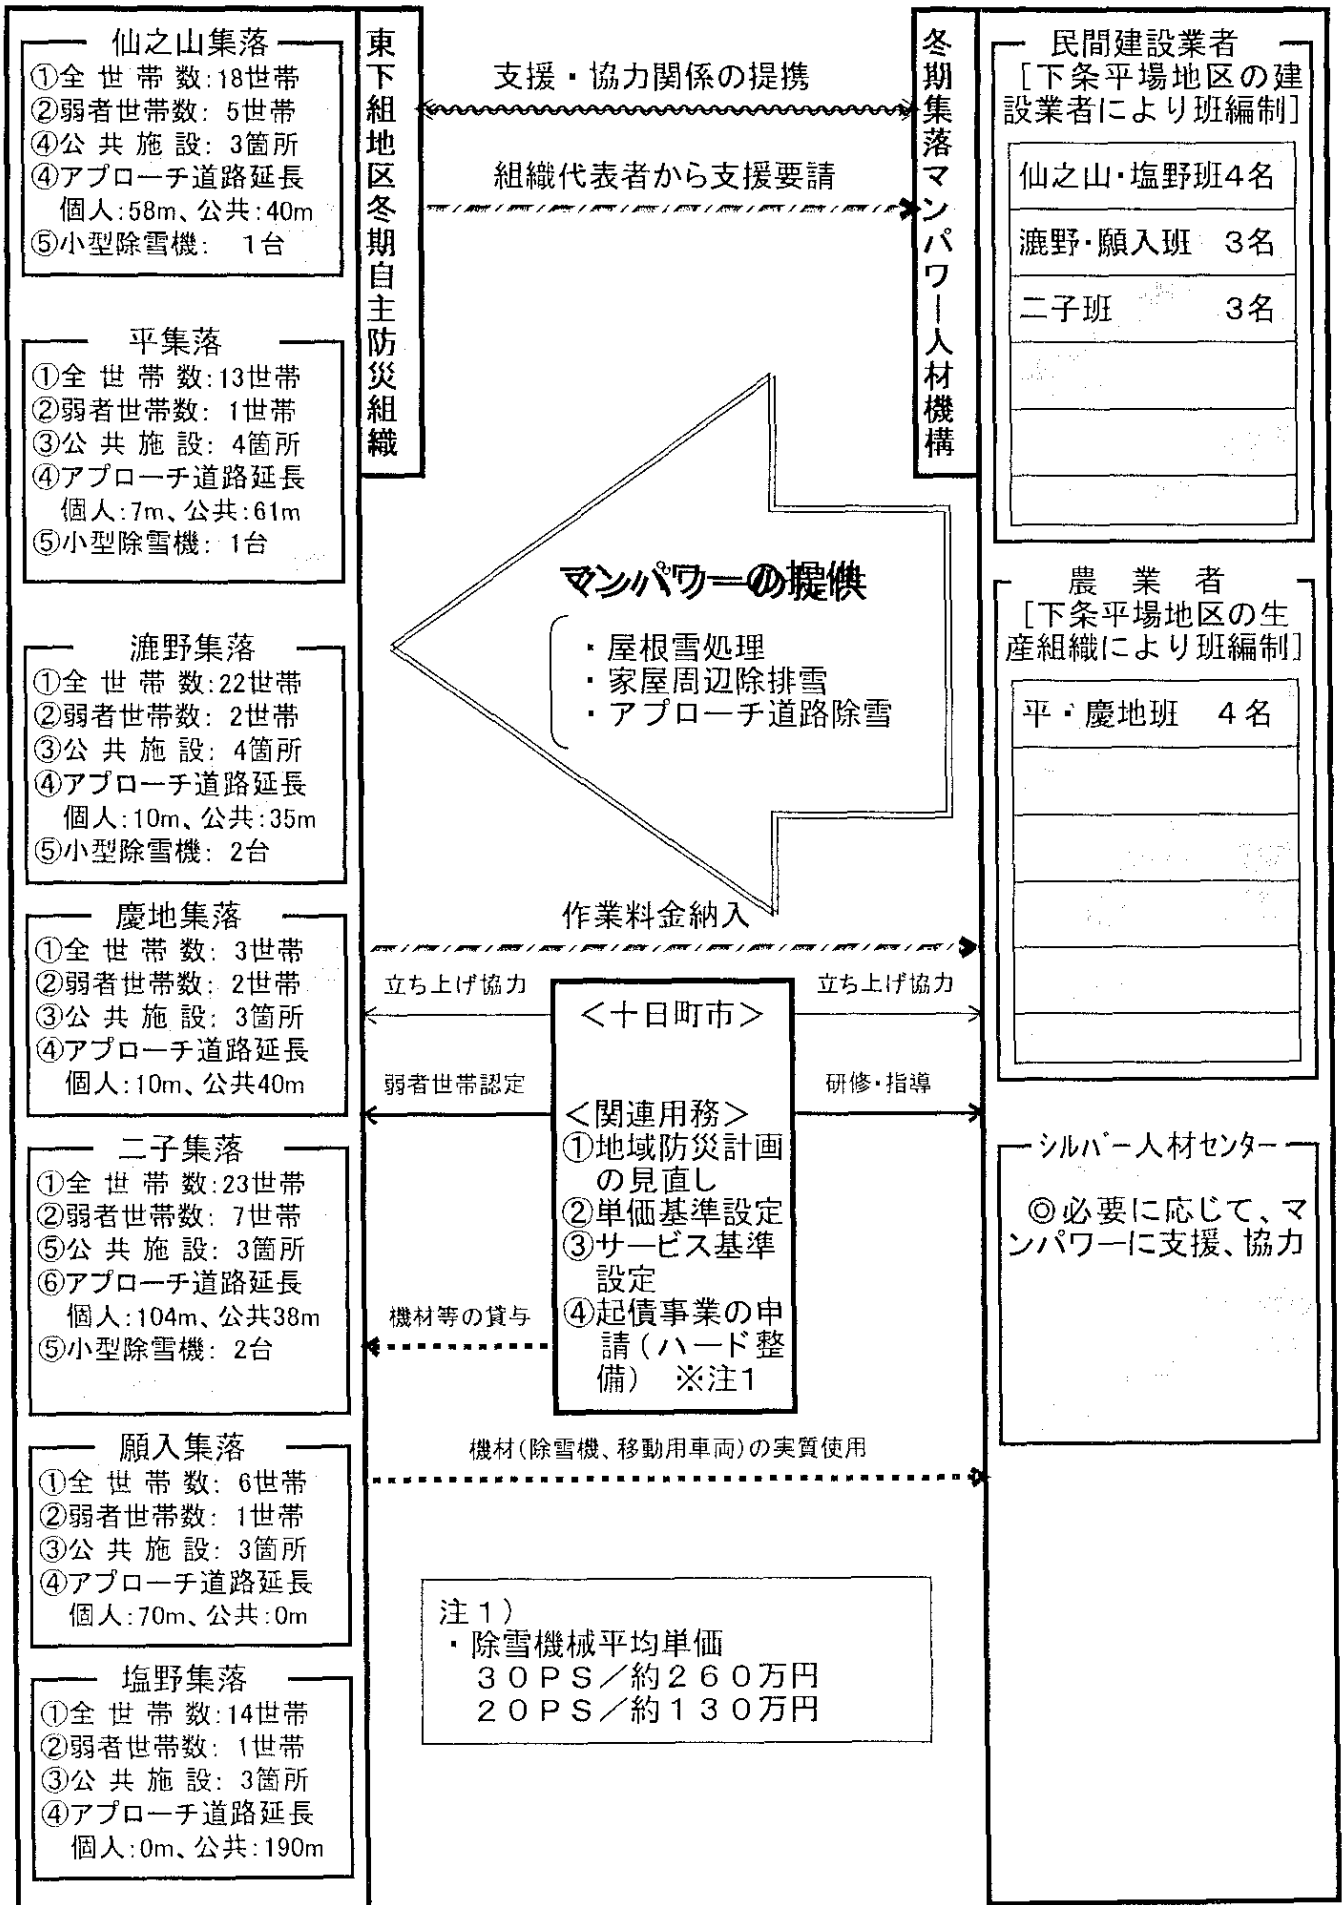 仙之山集落
①全世帯数:18世帯
②弱者世帯数: 5世帯
④公共施設: 3箇所
④アプローチ道路延長
個人:58m、公共:40m
⑤小型除雪機: 1台
平集落
①全世帯数:13世帯
②弱者世帯数: 1世帯
③公共施設: 4箇所
④アプローチ道路延長
個人:7m、公共:61m
⑤小型除雪機: 1台
漉野集落
①全世帯数:22世帯
②弱者世帯数: 2世帯
③公共施設: 4箇所
④アプローチ道路延長
個人:10m、公共:35m
⑤小型除雪機: 2台
慶地集落
①全世帯数: 3世帯
②弱者世帯数: 2世帯
③公共施設: 3箇所
④アプローチ道路延長
個人:10m、公共40m
二子集落
①全世帯数:23世帯
②弱者世帯数: 7世帯
⑤公共施設: 3箇所
⑥アプローチ道路延長
個人:104m、公共38m
⑤小型除雪機: 2台
願入集落
①全世帯数: 6世帯
②弱者世帯数: 1世帯
③公共施設: 3箇所
④アプローチ道路延長
個人:70m、公共:0m
塩野集落
①全世帯数:14世帯
②弱者世帯数: 1世帯
③公共施設: 3箇所
④アプローチ道路延長
個人:0m、公共:190m
東下組地区冬期自主防災組織
支援・協力関係の提携
組織代表者から支援要請
マンパワーの提供
・屋根雪処理
・家屋周辺除排雪
・アプローチ道路除雪
作業料金納入
立ち上げ協力
立ち上げ協力
弱者世帯認定
研修・指導
<十日町市>
<関連用務>
①地域防災計画
の見直し
②単価基準設定
③サービス基準
設定
④起債事業の申
請(ハード整
備) ※注1
機材等の貸与
機材(除雪機、移動用車両)の実質使用
注1)
・除雪機械平均単価
30PS/約260万円
20PS/約130万円
冬期集落マンパワー人材機構
民間建設業者
[下条平場地区の建
設業者により班編制]
仙之山・塩野班4名
漉野・願入班 3名
二子班 3名
農業者
[下条平場地区の生
産組織により班編制]
平・慶地班 4名
シルバー人材センター
◎必要に応じて、マ
ンパワーに支援、協力